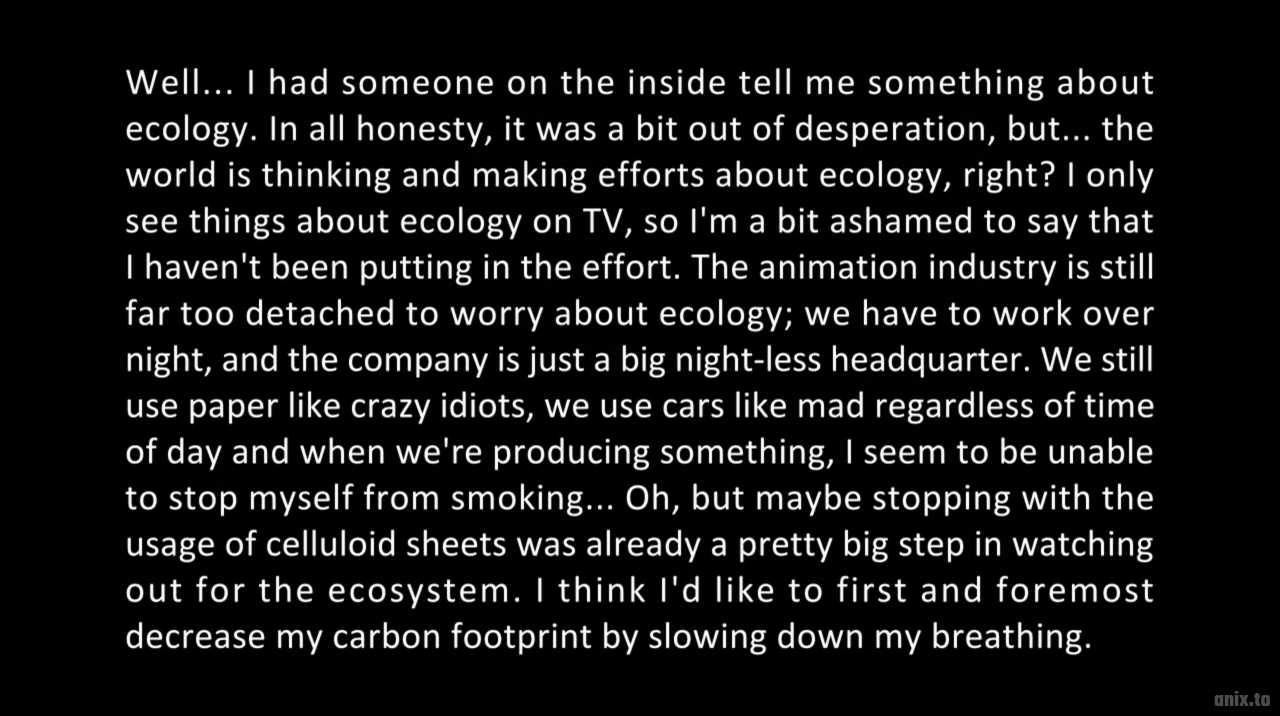 Well... I had someone on the inside tell me something about
ecology. In all honesty, it was a bit out of desperation, but... the
world is thinking and making efforts about ecology, right? I only
see things about ecology on TV, so I'm a bit ashamed to say that
I haven't been putting in the effort. The animation industry is still
far too detached to worry about ecology; we have to work over
night, and the company is just a big night-less headquarter. We still
use paper like crazy idiots, we use cars like mad regardless of time
of day and when we're producing something, I seem to be unable
to stop myself from smoking... Oh, but maybe stopping with the
usage of celluloid sheets was already a pretty big step in watching
out for the ecosystem. I think I'd like to first and foremost
decrease my carbon footprint by slowing down my breathing.
anix.to